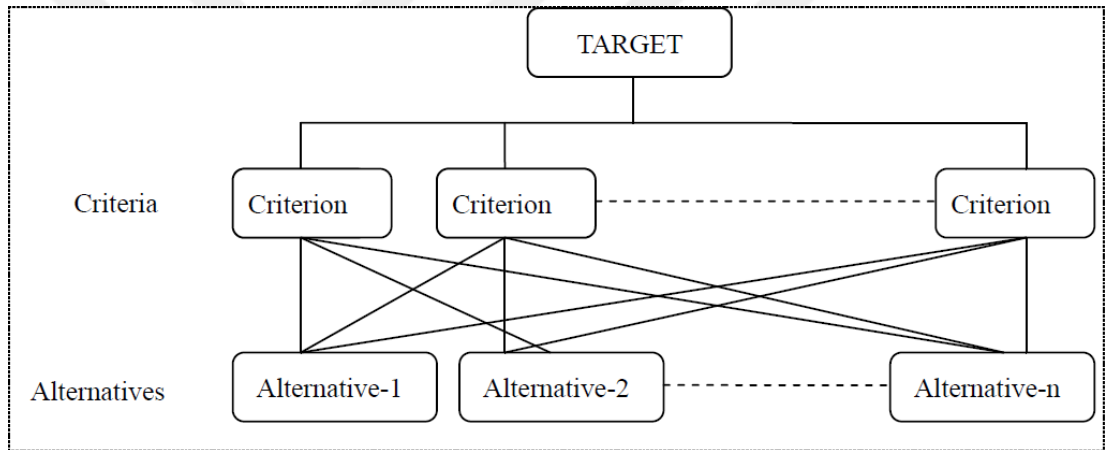 TARGET
Criteria
Criterion
Criterion
Criterion
Alternatives
Alternative-1
Alternative-2
Alternative-n